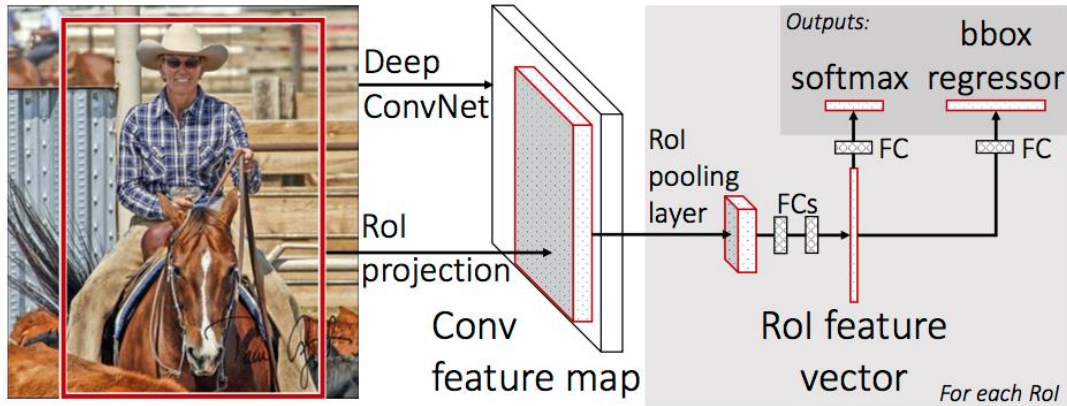 Deep
ConvNet
RoI
projection
Conv
feature map
RoI
pooling
layer
FCs
RoI feature
vector
Outputs:
softmax
bbox
regressor
FC
FC
For each RoI